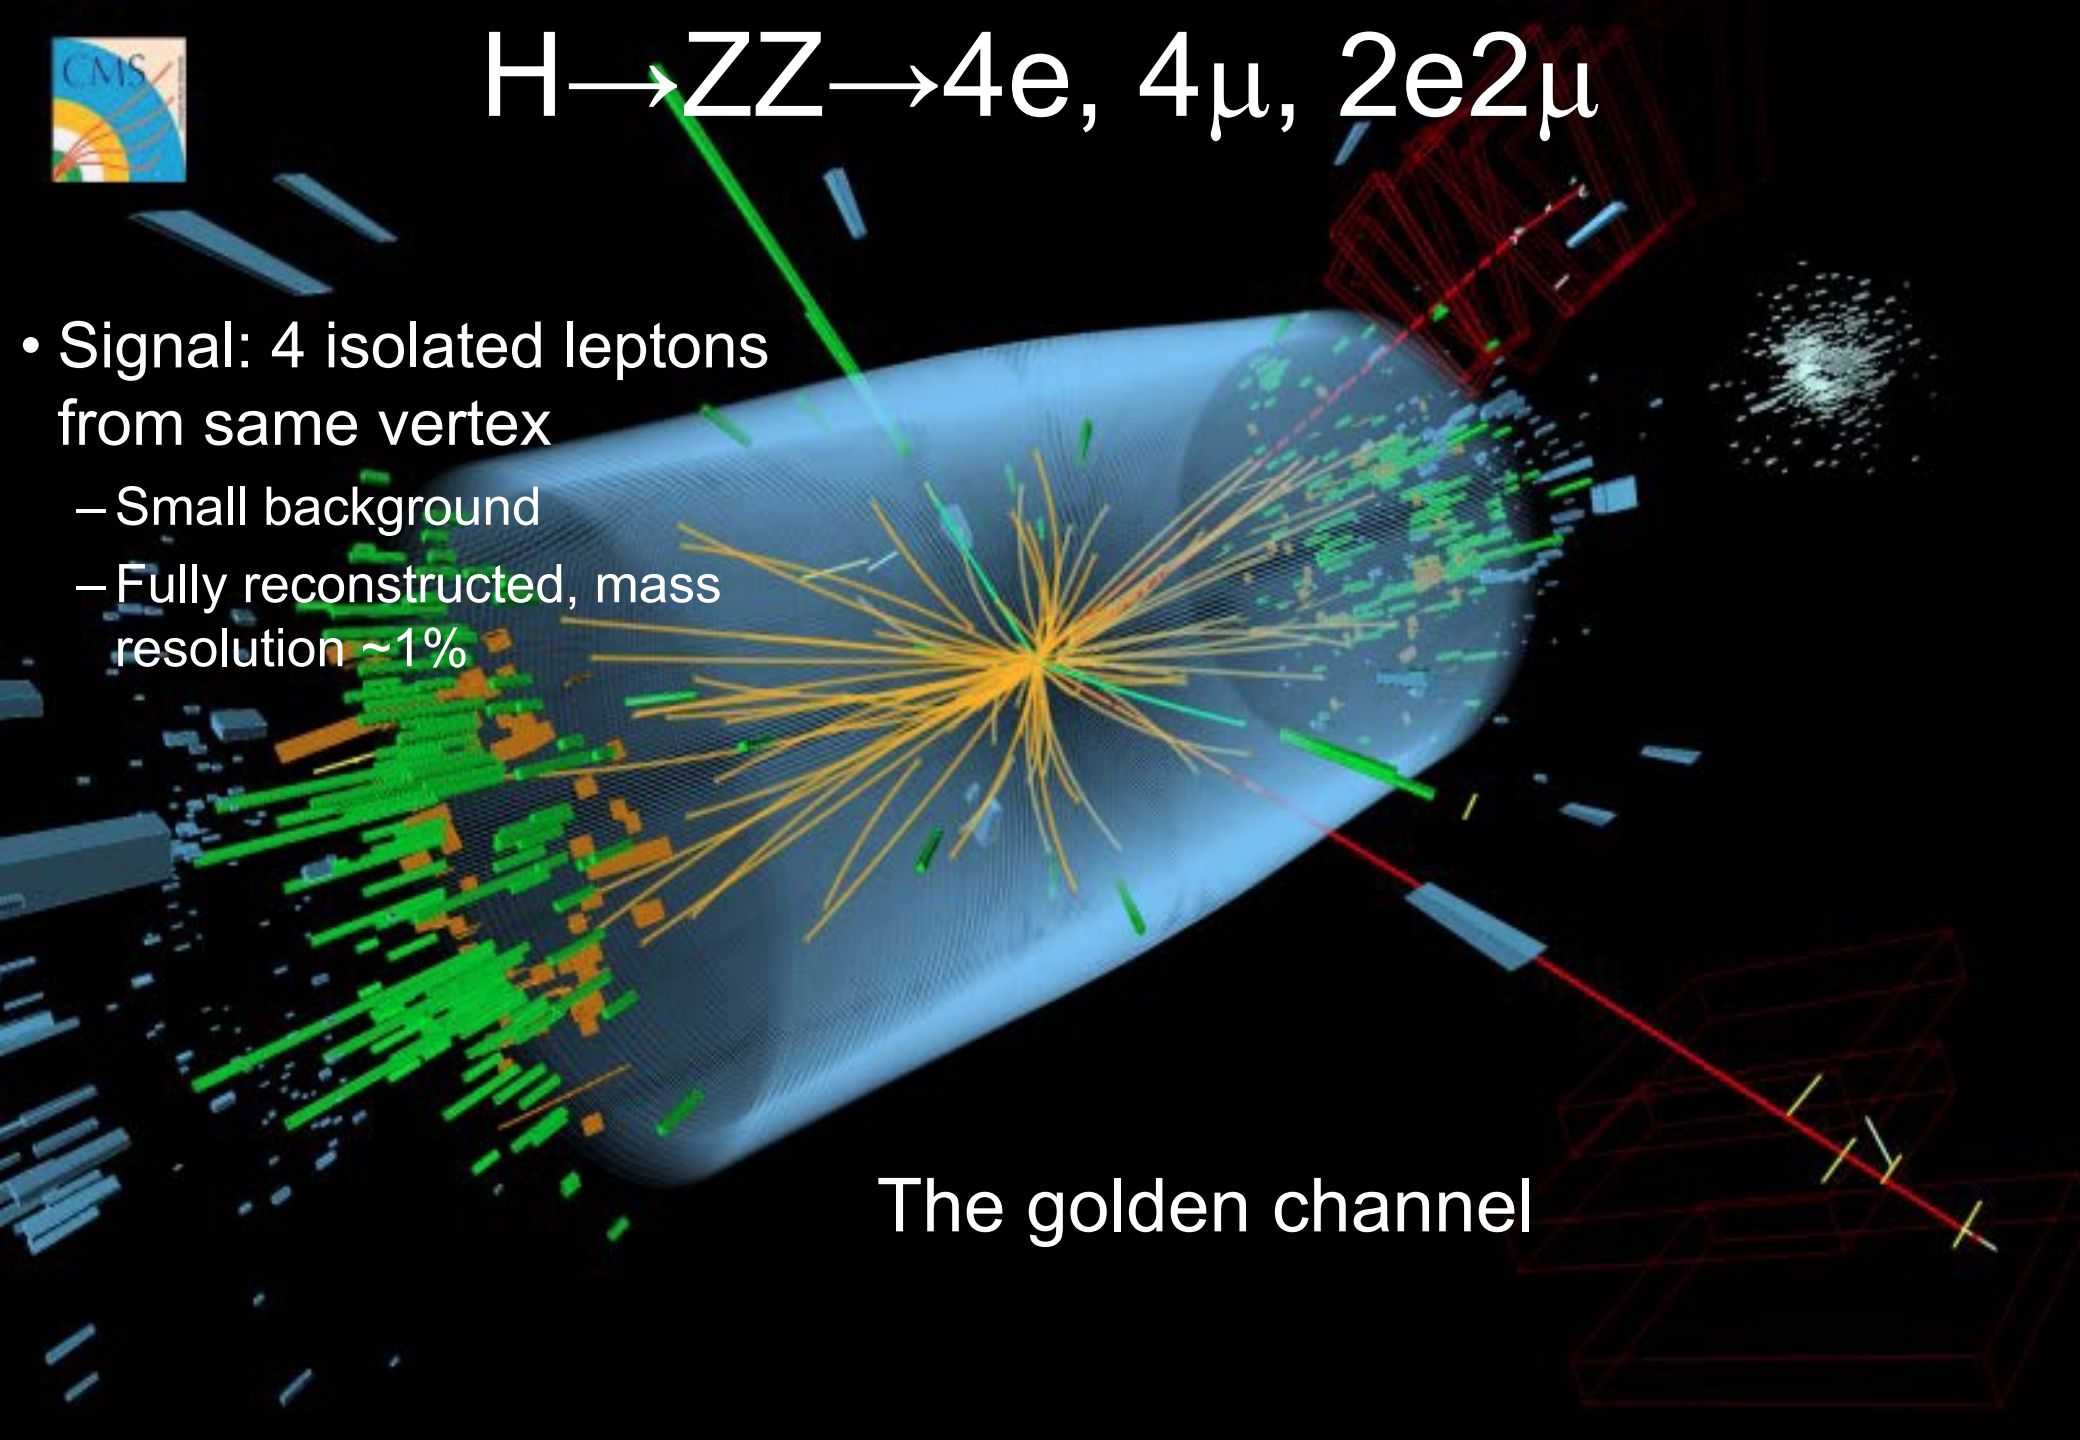 CMS
H→ZZ→4e, 4μ, 2e2μ
• Signal: 4 isolated leptons
from same vertex
– Small background
– Fully reconstructed, mass
resolution ~1%
The golden channel